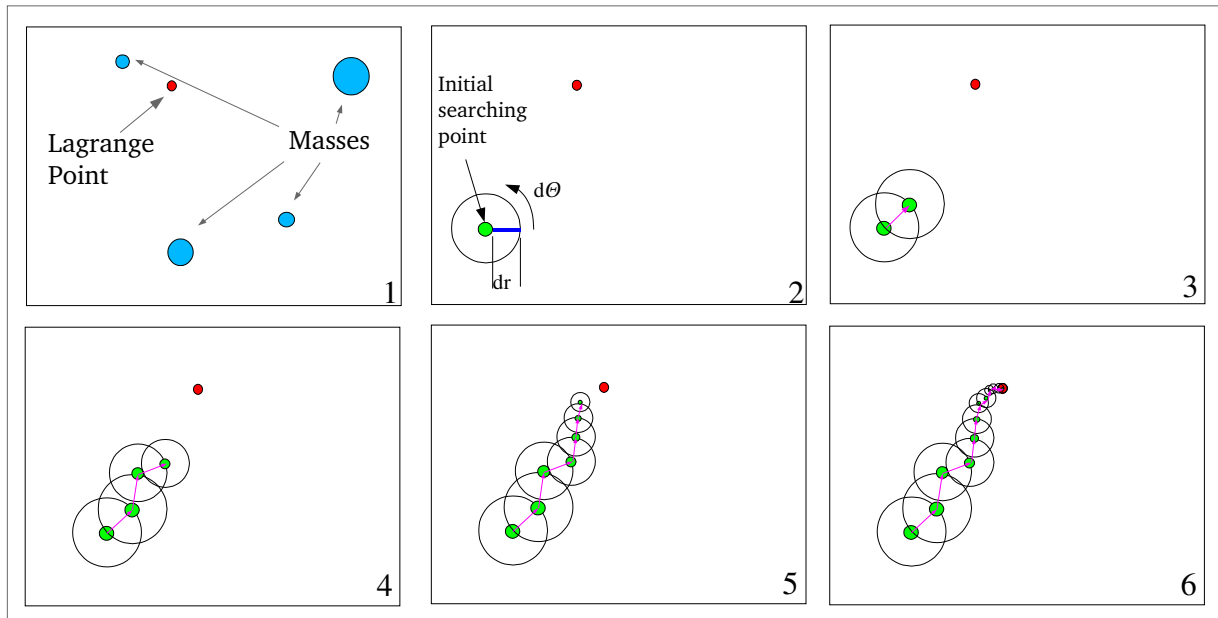 Lagrange
Point
Masses
1
Initial
searching
point
dΘ
dr
2
3
4
5
6